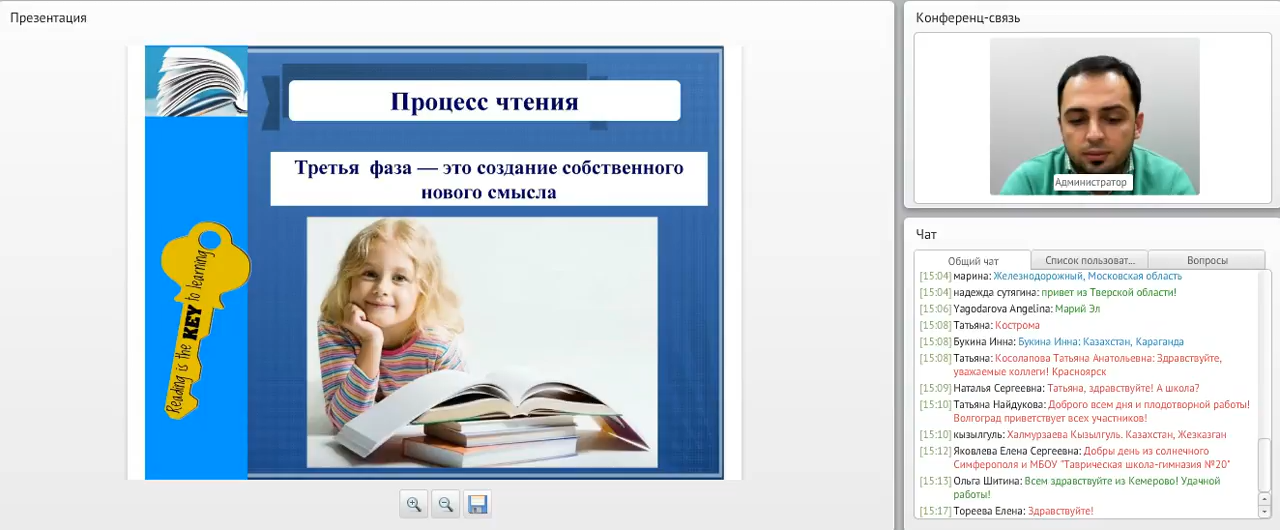 Презентация
Процесс чтения
Третья фаза — это создание собственного
нового смысла
Reading is the KEY to learning
Конференц-связь
Администратор
Чат
Общий чат
Список пользоват...
Вопросы
[15:04] марина: Железнодорожный, Московская область
[15:04] надежда сутягина: привет из Тверской области!
[15:06] Yagodarova Angelina: Марий Эл
[15:08] Татьяна: Кострома
[15:08] Букина Инна: Букина Инна: Казахстан, Караганда
[15:08] Татьяна: Косолапова Татьяна Анатольевна: Здравствуйте,
уважаемые коллеги! Красноярск
[15:09] Наталья Сергеевна: Татьяна, здравствуйте! А школа?
[15:10] Татьяна Найдукова: Доброго всем дня и плодотворной работы!
Волгоград приветствует всех участников!
[15:10] кызылгуль: Халмурзаева Кызылгуль. Казахстан, Жезказган
[15:12] Яковлева Елена Сергеевна: Добры день из солнечного
Симферополя и МБОУ "Таврическая школа-гимназия №20"
[15:13] Ольга Шитина: Всем здравствуйте из Кемерово! Удачной
работы!
[15:17] Тореева Елена: Здравствуйте!